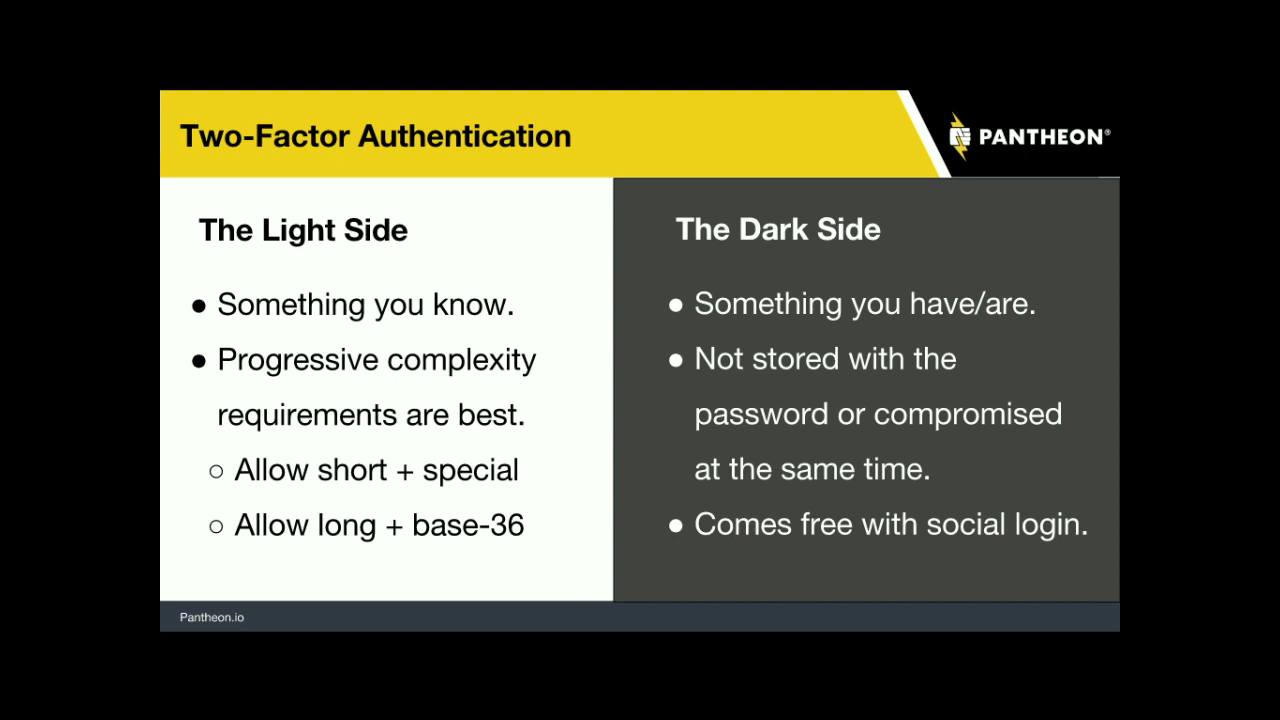 Two-Factor Authentication
PANTHEON®
The Light Side
● Something you know.
● Progressive complexity
requirements are best.
○ Allow short + special
○ Allow long + base-36
The Dark Side
● Something you have/are.
● Not stored with the
password or compromised
at the same time.
● Comes free with social login.
Pantheon.io